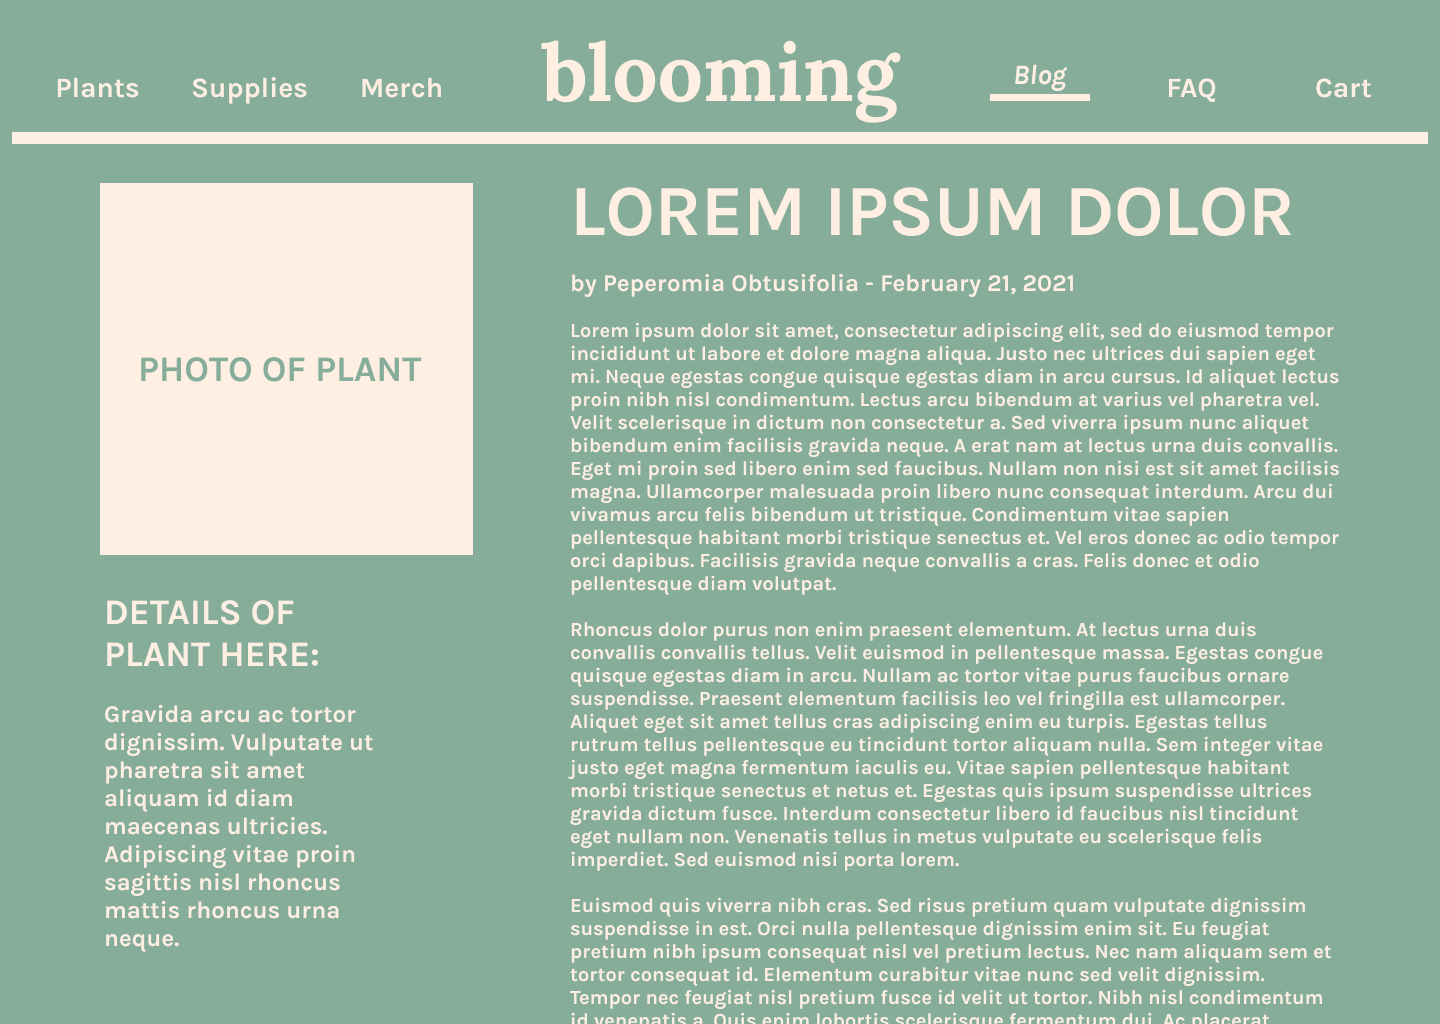 Plants Supplies Merch blooming Blog FAQ Cart
PHOTO OF PLANT
DETAILS OF
PLANT HERE:
Gravida arcu ac tortor
dignissim. Vulputate ut
pharetra sit amet
aliquam id diam
maecenas ultricies.
Adipiscing vitae proin
sagittis nisl rhoncus
mattis rhoncus urna
neque.
LOREM IPSUM DOLOR
by Peperomia Obtusifolia - February 21, 2021
Lorem ipsum dolor sit amet, consectetur adipiscing elit, sed do eiusmod tempor
incididunt ut labore et dolore magna aliqua. Justo nec ultrices dui sapien eget
mi. Neque egestas congue quisque egestas diam in arcu cursus. Id aliquet lectus
proin nibh nisl condimentum. Lectus arcu bibendum at varius vel pharetra vel.
Velit scelerisque in dictum non consectetur a. Sed viverra ipsum nunc aliquet
bibendum enim facilisis gravida neque. A erat nam at lectus urna duis convallis.
Eget mi proin sed libero enim sed faucibus. Nullam non nisi est sit amet facilisis
magna. Ullamcorper malesuada proin libero nunc consequat interdum. Arcu dui
vivamus arcu felis bibendum ut tristique. Condimentum vitae sapien
pellentesque habitant morbi tristique senectus et. Vel eros donec ac odio tempor
orci dapibus. Facilisis gravida neque convallis a cras. Felis donec et odio
pellentesque diam volutpat.
Rhoncus dolor purus non enim praesent elementum. At lectus urna duis
convallis convallis tellus. Velit euismod in pellentesque massa. Egestas congue
quisque egestas diam in arcu. Nullam ac tortor vitae purus faucibus ornare
suspendisse. Praesent elementum facilisis leo vel fringilla est ullamcorper.
Aliquet eget sit amet tellus cras adipiscing enim eu turpis. Egestas tellus
rutrum tellus pellentesque eu tincidunt tortor aliquam nulla. Sem integer vitae
justo eget magna fermentum iaculis eu. Vitae sapien pellentesque habitant
morbi tristique senectus et netus et. Egestas quis ipsum suspendisse ultrices
gravida dictum fusce. Interdum consectetur libero id faucibus nisl tincidunt
eget nullam non. Venenatis tellus in metus vulputate eu scelerisque felis
imperdiet. Sed euismod nisi porta lorem.
Euismod quis viverra nibh cras. Sed risus pretium quam vulputate dignissim
suspendisse in est. Orci nulla pellentesque dignissim enim sit. Eu feugiat
pretium nibh ipsum consequat nisl vel pretium lectus. Nec nam aliquam sem et
tortor consequat id. Elementum curabitur vitae nunc sed velit dignissim.
Tempor nec feugiat nisl pretium fusce id velit ut tortor. Nibh nisl condimentum
id venenatis a. Quis enim lobortis scelerisque fermentum dui. Ac placerat